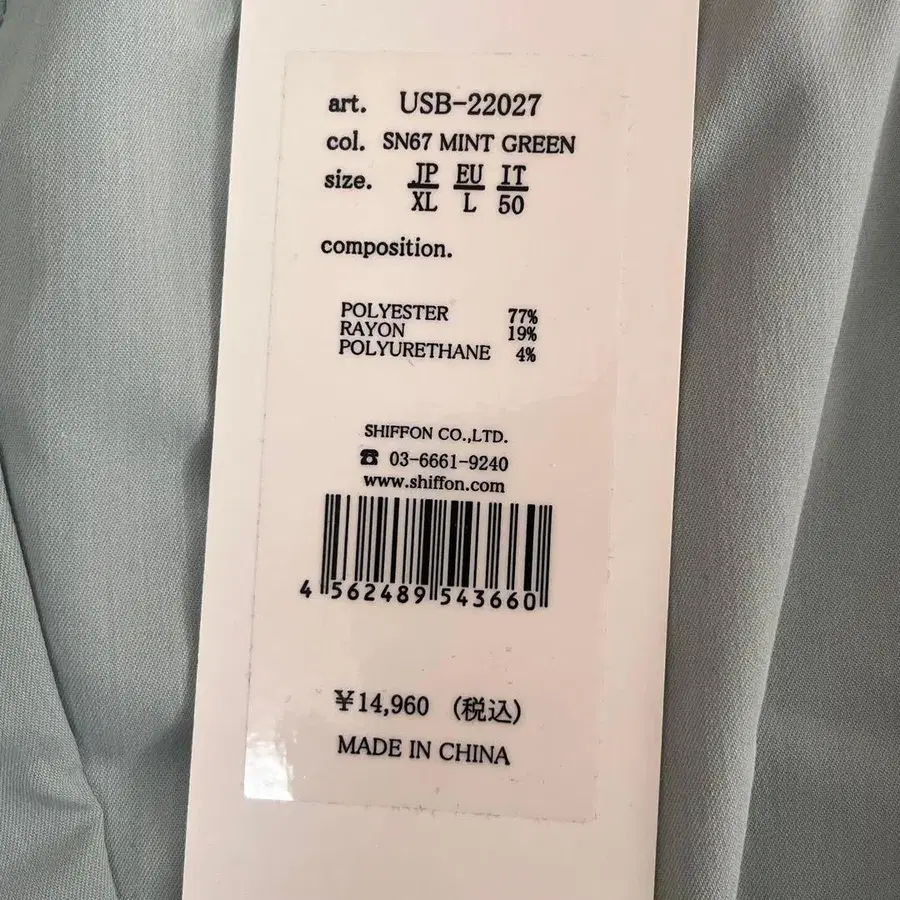 art. USB-22027
col. SN67 MINT GREEN
size. JP EU IT
XL L 50
composition.
POLYESTER 77%
RAYON 19%
POLYURETHANE 4%
SHIFFON CO.,LTD.
☎ 03-6661-9240
www.shiffon.com
4 562489 543660
¥14,960 (税込)
MADE IN CHINA